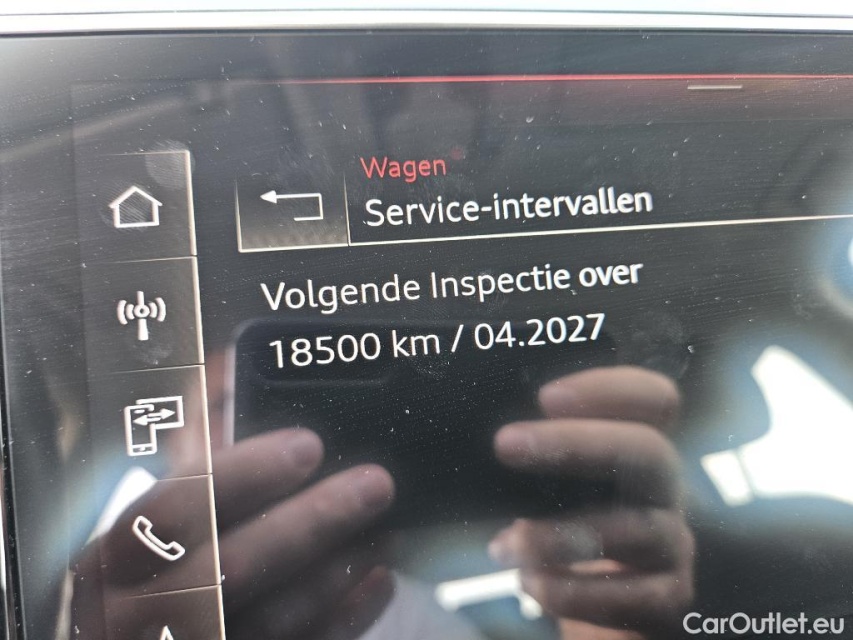 Wagen
Service-intervallen
Volgende Inspectie over
18500 km / 04.2027
CarOutlet.eu